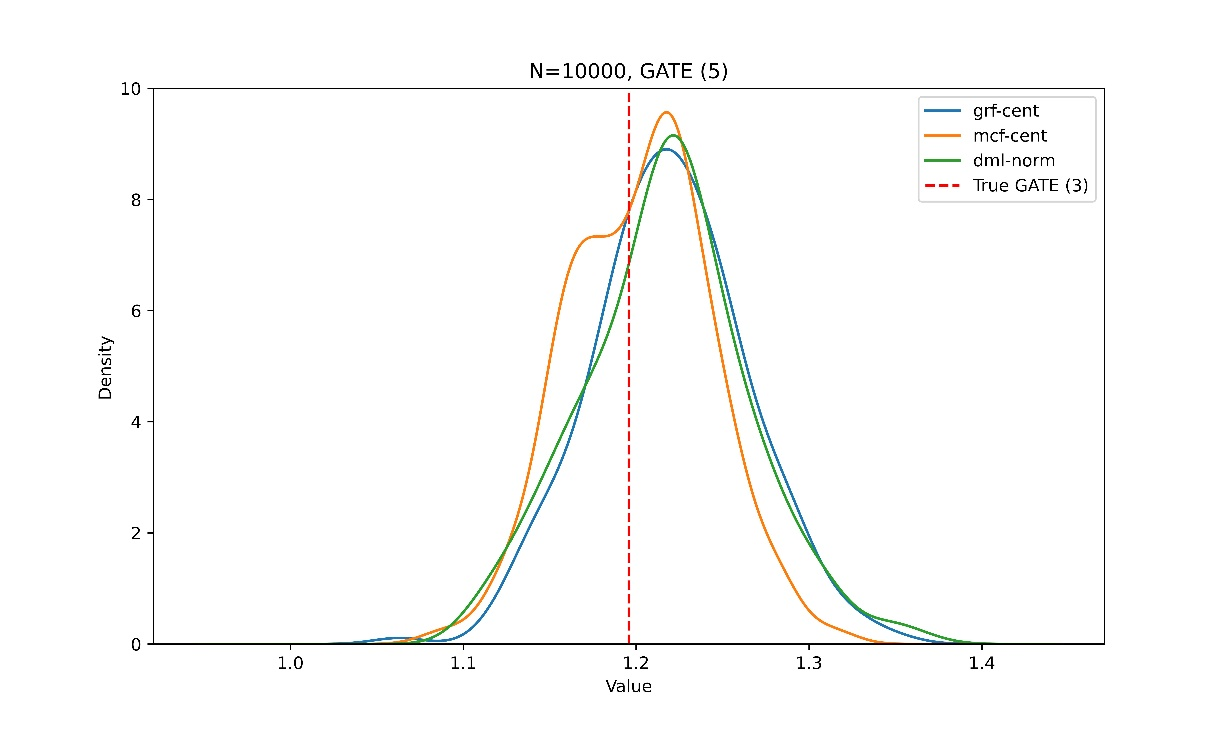 N=10000, GATE (5)
10
8
6
4
2
0
Density
grf-cent
mcf-cent
dml-norm
True GATE (3)
1.0 1.1 1.2 1.3 1.4
Value